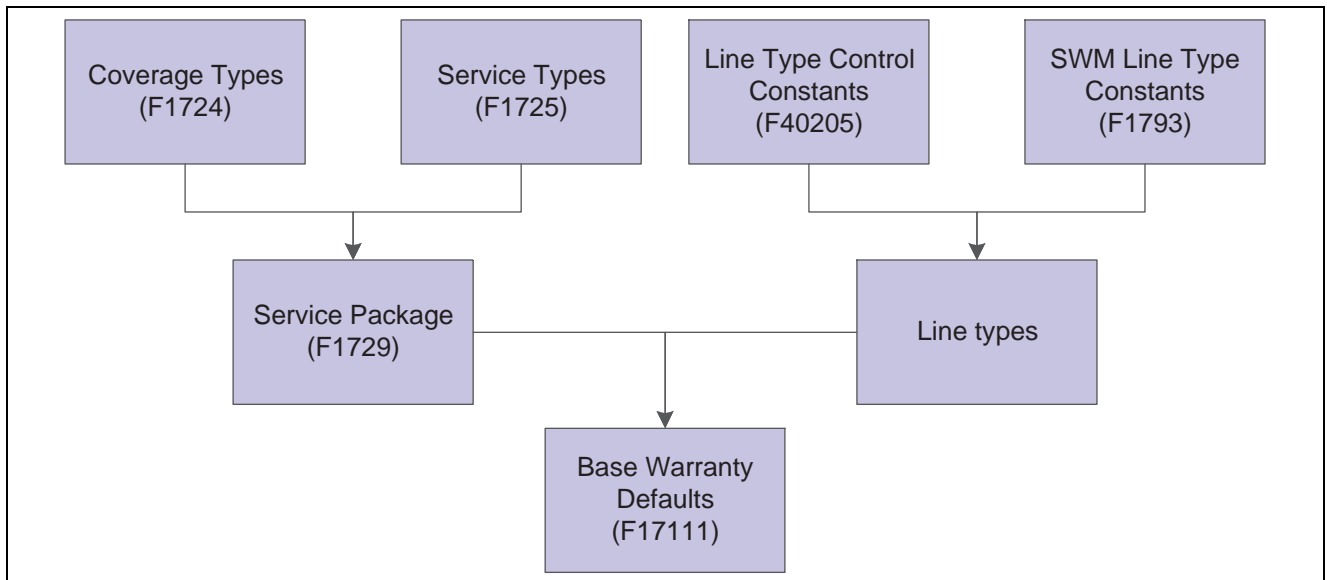 Coverage Types
(F1724)
Service Types
(F1725)
Line Type Control
Constants
(F40205)
SWM Line Type
Constants
(F1793)
Service Package
(F1729)
Line types
Base Warranty
Defaults
(F17111)